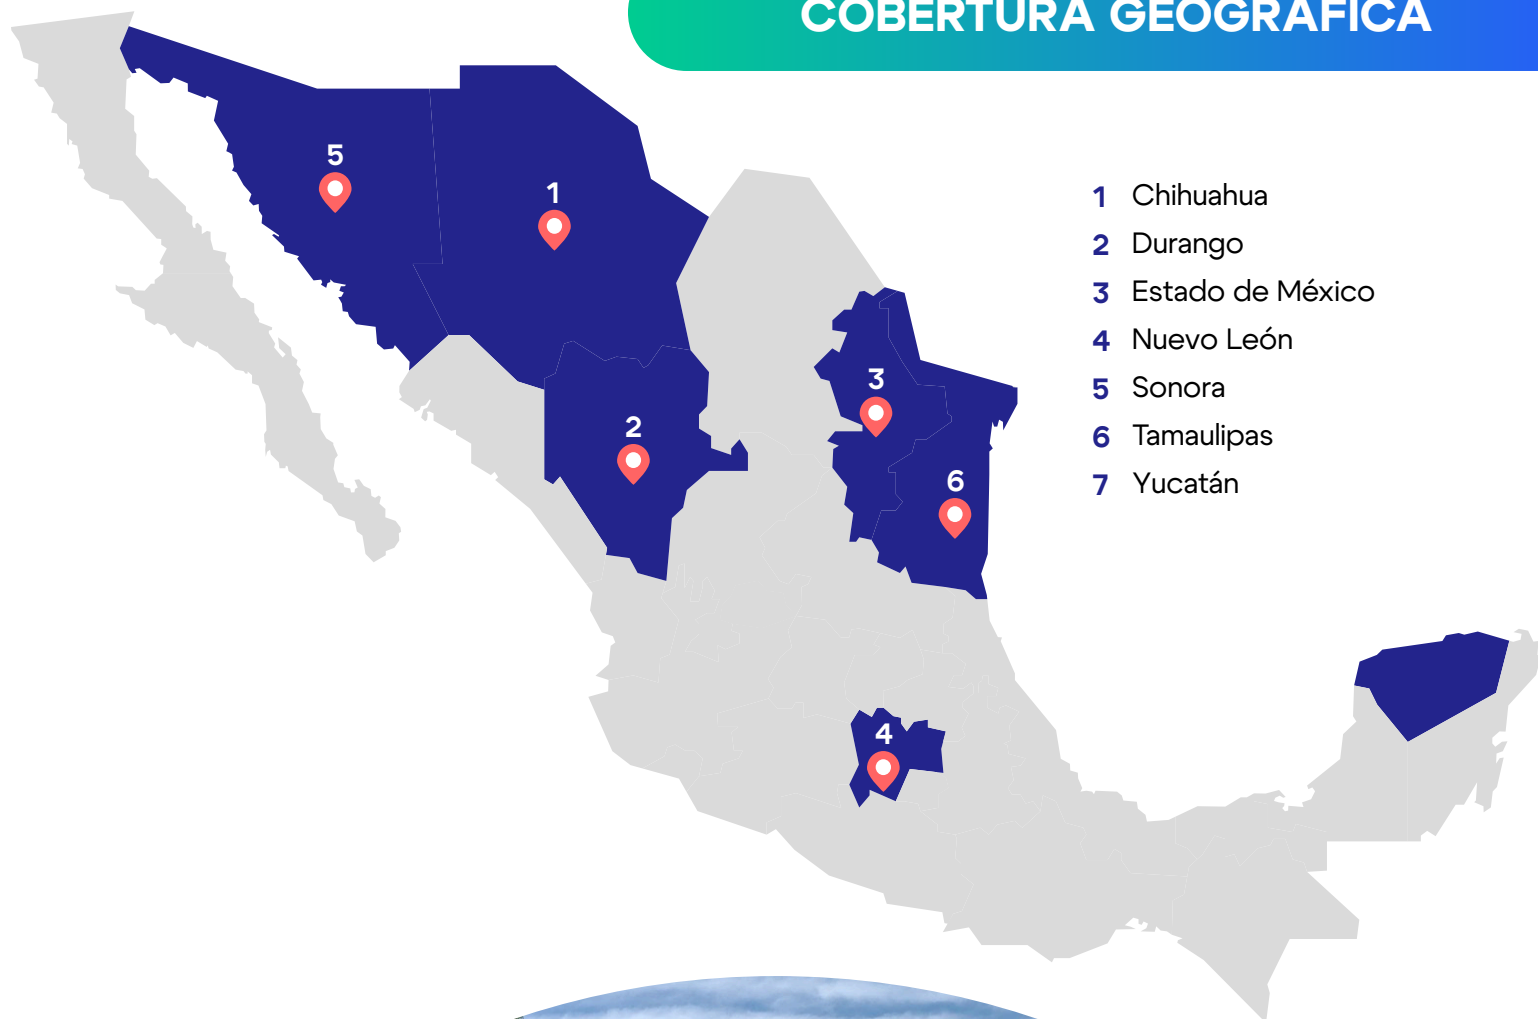 COBERTURA GEOGRÁFICA
5
1
1 Chihuahua
2 Durango
3 Estado de México
4 Nuevo León
5 Sonora
6 Tamaulipas
7 Yucatán
3
2
6
4